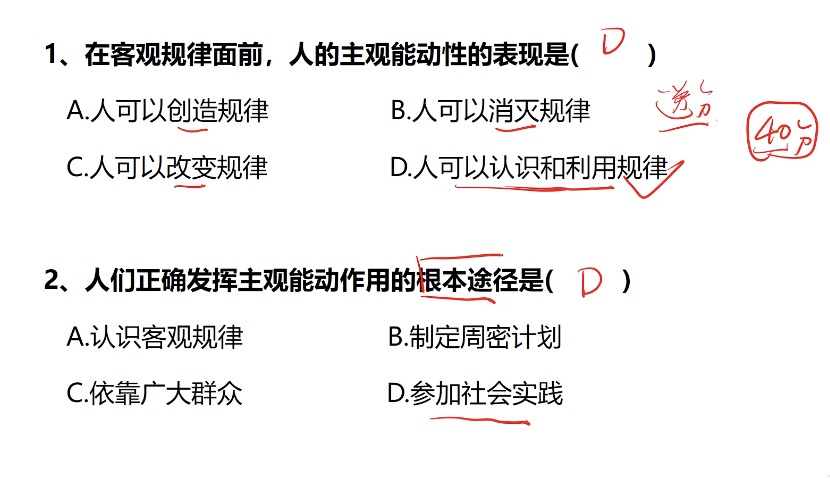 1、在客观规律面前，人的主观能动性的表现是( D )
A.人可以创造规律 B.人可以消灭规律
送分
40分
C.人可以改变规律 D.人可以认识和利用规律
2、人们正确发挥主观能动作用的根本途径是( D )
A.认识客观规律 B.制定周密计划
C.依靠广大群众 D.参加社会实践